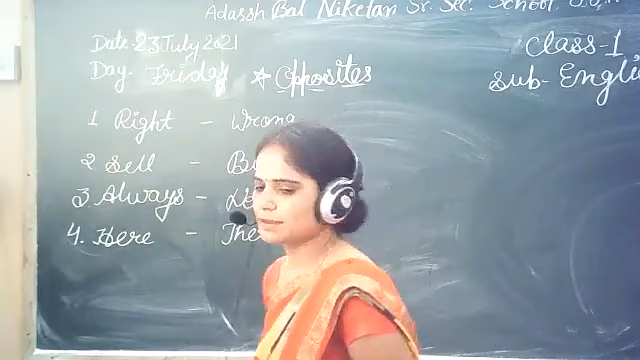 Adassh Bal Niketan Sr. Sec. School
Date-23 July 2021
Class-1
Day- Friday * Opposites
Sub- Engli
1 Right - Wrong
2 Sell - B
3. Always -
4. Here - The